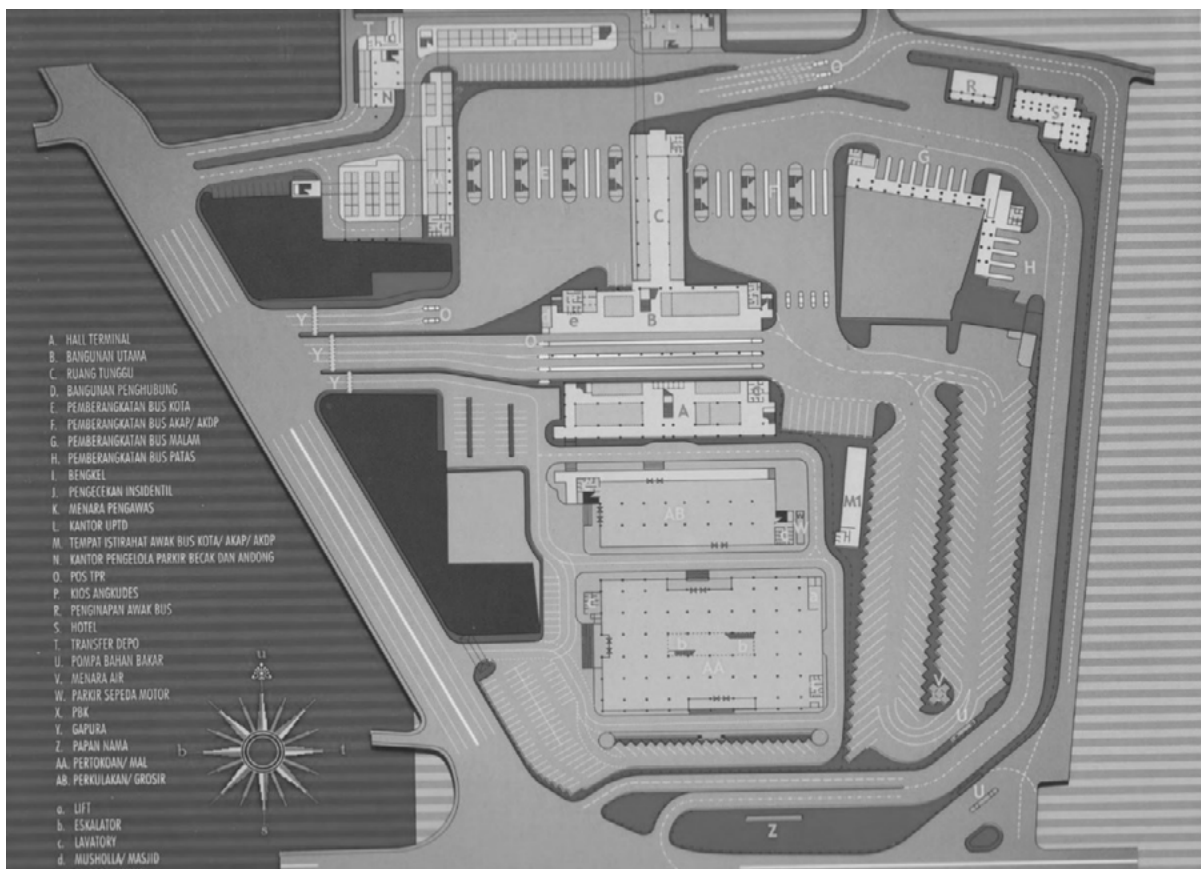 T
P
L
N
O
D
R
S
G
E
F
C
H
Y
O
e
B
Y
O
Y
A
AB
M1
H
b
b
AA
V
U
U
Z
A. HALL TERMINAL
B. BANGUNAN UTAMA
C. RUANG TUNGGU
D. BANGUNAN PENGHUBUNG
E. PEMBERANGKATAN BUS KOTA
F. PEMBERANGKATAN BUS AKAP/ AKDP
G. PEMBERANGKATAN BUS MALAM
H. PEMBERANGKATAN BUS PATAS
I. BENGKEL
J. PENGECEKAN INSIDENTIL
K. MENARA PENGAWAS
L. KANTOR UPTD
M. TEMPAT ISTIRAHAT AWAK BUS KOTA/ AKAP/ AKDP
N. KANTOR PENGELOLA PARKIR BECAK DAN ANDONG
O. POS TPR
P. KIOS ANGKUDES
R. PENGINAPAN AWAK BUS
S. HOTEL
T. TRANSFER DEPO
U. POMPA BAHAN BAKAR
V. MENARA AIR
W. PARKIR SEPEDA MOTOR
X. PBK
Y. GAPURA
Z. PAPAN NAMA
AA. PERTOKOAN/ MAL
AB. PERKULAKAN/ GROSIR
a. LIFT
b. ESKALATOR
c. LAVATORY
d. MUSHOLLA/ MASJID
u
b
t
s